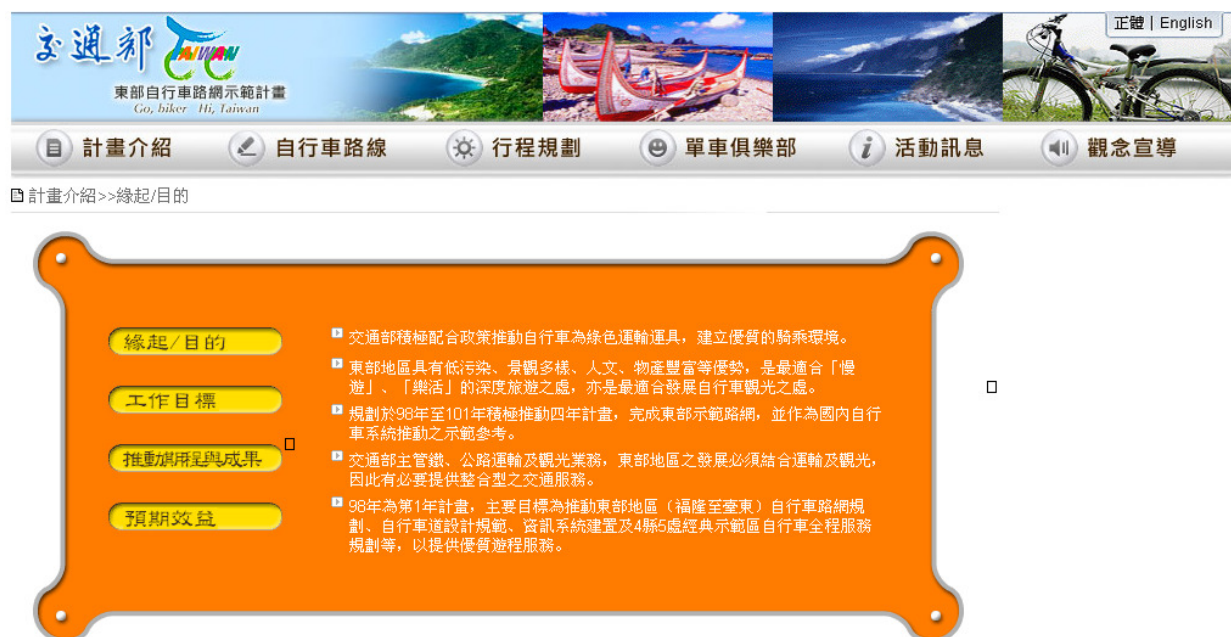 正體 | English
交通部 TAIWAN
東部自行車路網示範計畫
Go, biker Hi, Taiwan
計畫介紹 自行車路線 行程規劃 單車俱樂部 活動訊息 觀念宣導
計畫介紹>>緣起/目的
緣起/目的
工作目標
推動期程與成果
預期效益
交通部積極配合政策推動自行車為綠色運輸運具，建立優質的騎乘環境。
東部地區具有低污染、景觀多樣、人文、物產豐富等優勢，是最適合「慢
遊」、「樂活」的深度旅遊之處，亦是最適合發展自行車觀光之處。
規劃於98年至101年積極推動四年計畫，完成東部示範路網，並作為國內自行
車系統推動之示範參考。
交通部主管鐵、公路運輸及觀光業務，東部地區之發展必須結合運輸及觀光，
因此有必要提供整合型之交通服務。
98年為第1年計畫，主要目標為推動東部地區（福隆至臺東）自行車路網規
劃、自行車道設計規範、資訊系統建置及4縣5處經典示範區自行車全程服務
規劃等，以提供優質遊程服務。